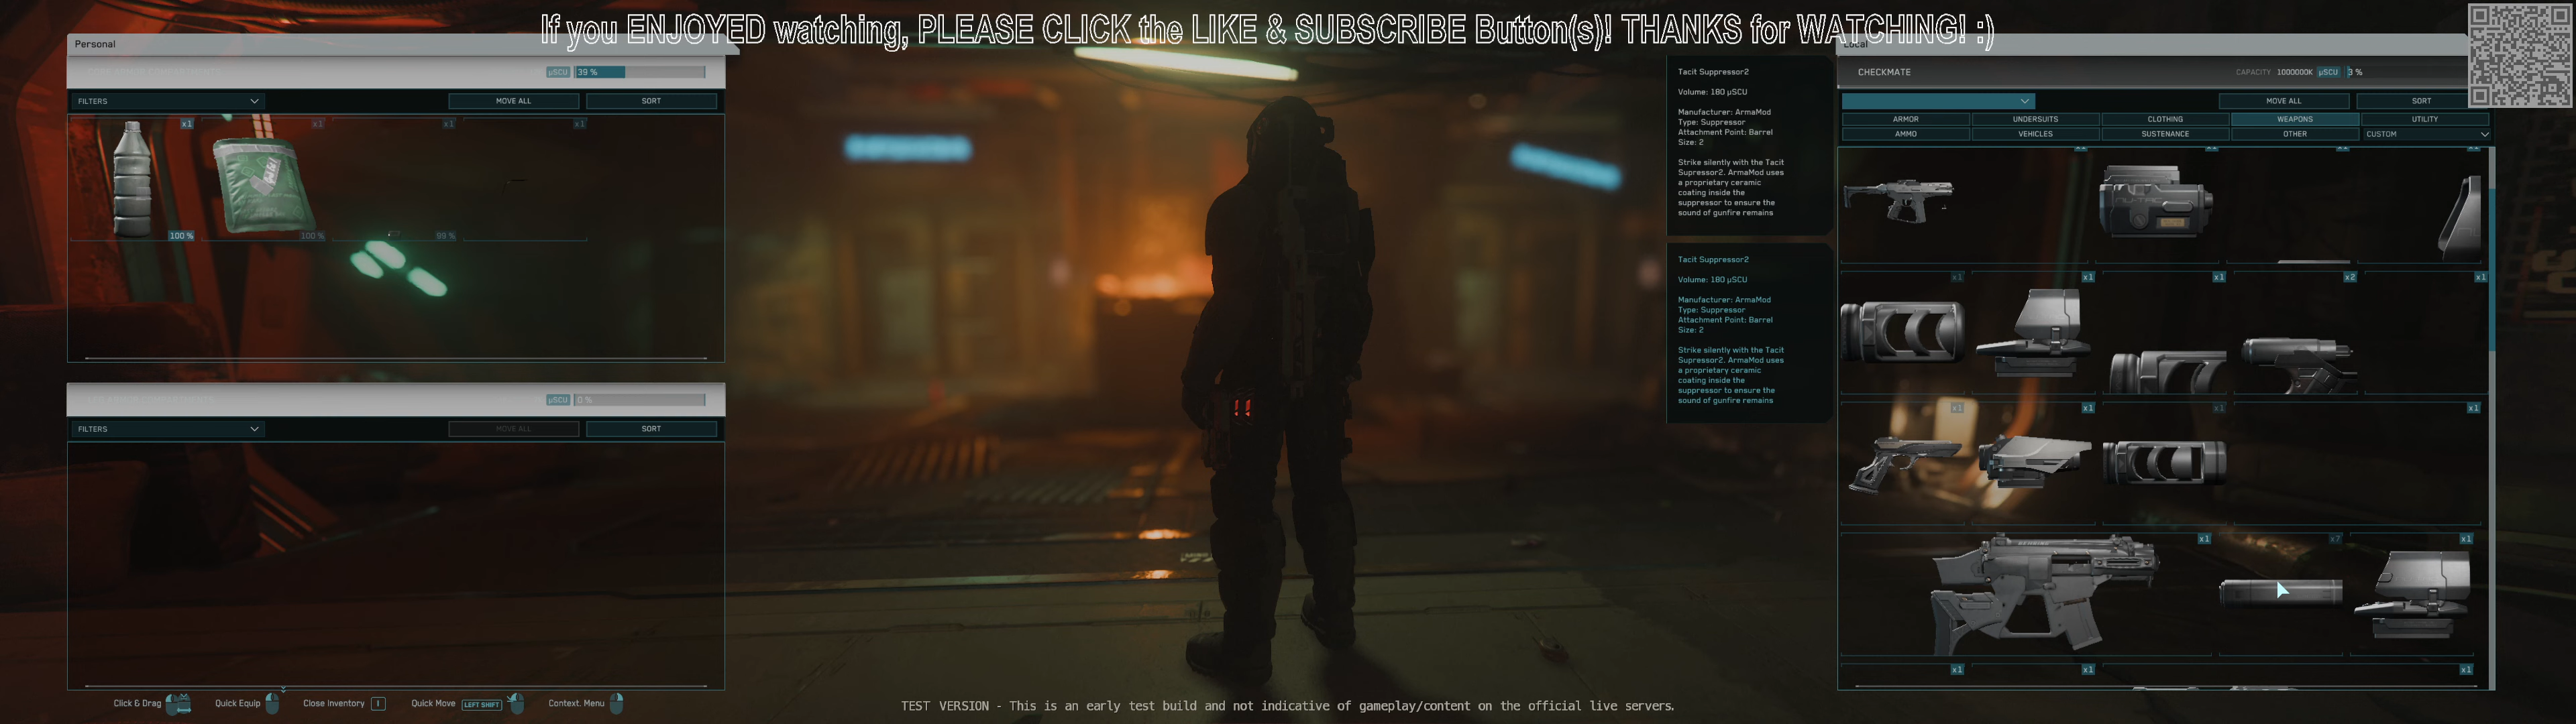 If you ENJOYED watching, PLEASE CLICK the LIKE & SUBSCRIBE Button(s)! THANKS for WATCHING! :)
Personal
µSCU 39 %
FILTERS
MOVE ALL
SORT
x1
x1
x1
x1
100 %
100 %
99 %
µSCU 0 %
FILTERS
MOVE ALL
SORT
Click & Drag
Quick Equip
Close Inventory I
Quick Move LEFT SHIFT
Context. Menu
Tacit Suppressor2
Volume: 180 µSCU
Manufacturer: ArmaMod
Type: Suppressor
Attachment Point: Barrel
Size: 2
Strike silently with the Tacit
Supressor2. ArmaMod uses
a proprietary ceramic
coating inside the
suppressor to ensure the
sound of gunfire remains
Tacit Suppressor2
Volume: 180 µSCU
Manufacturer: ArmaMod
Type: Suppressor
Attachment Point: Barrel
Size: 2
Strike silently with the Tacit
Supressor2. ArmaMod uses
a proprietary ceramic
coating inside the
suppressor to ensure the
sound of gunfire remains
Local
CHECKMATE
CAPACITY 1000000K µSCU 3 %
MOVE ALL
SORT
ARMOR
UNDERSUITS
CLOTHING
WEAPONS
UTILITY
AMMO
VEHICLES
SUSTENANCE
OTHER
CUSTOM
x1
x1
x1
x2
x1
x1
x1
x1
x1
x1
x7
x1
x1
x1
x1
TEST VERSION - This is an early test build and not indicative of gameplay/content on the official live servers.